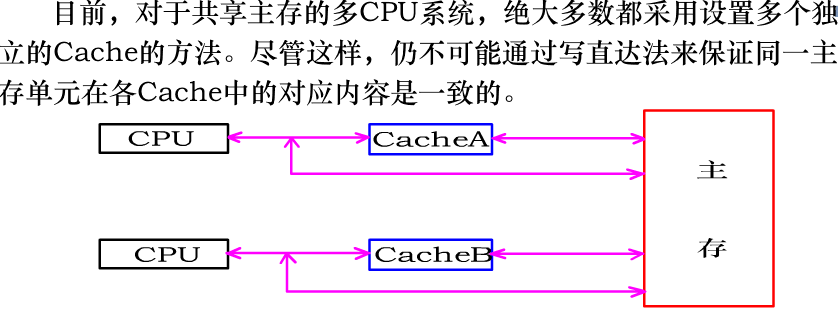 目前，对于共享主存的多CPU系统，绝大多数都采用设置多个独
立的Cache的方法。尽管这样，仍不可能通过写直达法来保证同一主
存单元在各Cache中的对应内容是一致的。
CPU
CacheA
主
CPU
CacheB
存